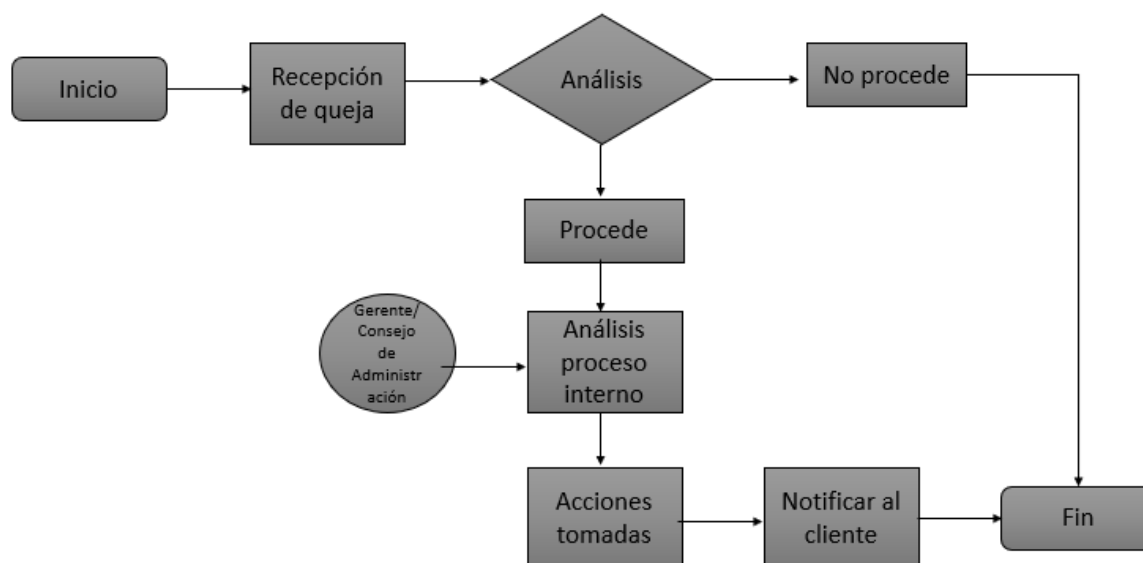 Inicio
Recepción
de queja
Análisis
No procede
Procede
Gerente/
Consejo
de
Administr
ación
Análisis
proceso
interno
Acciones
tomadas
Notificar al
cliente
Fin